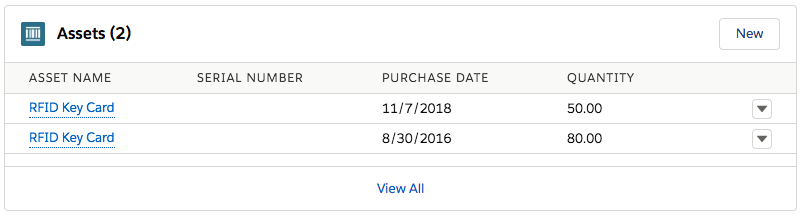 Assets (2)
New
ASSET NAME SERIAL NUMBER PURCHASE DATE QUANTITY
RFID Key Card 11/7/2018 50.00
RFID Key Card 8/30/2016 80.00
View All